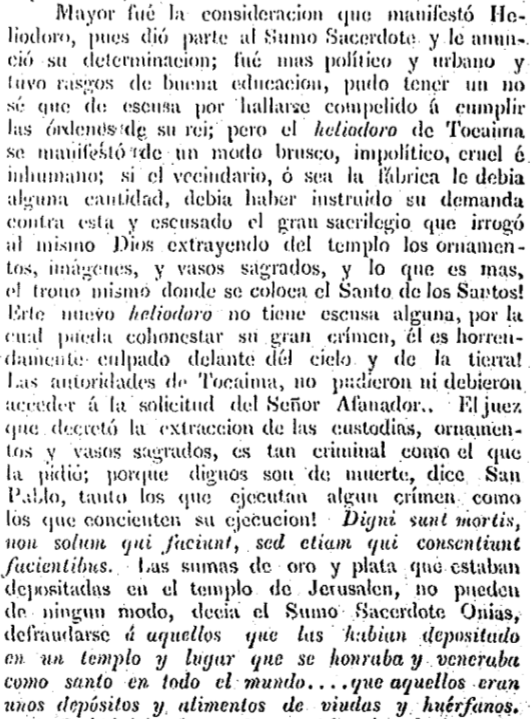 Mayor fué la consideracion que manifestó He-
liodoro, pues dió parte al Sumo Sacerdote y le anun-
ció su determinacion; fué mas político y urbano y
tuvo rasgos de buena educacion, pudo tener un no
sé que de escusa por hallarse compelido á cumplir
las órdenes de su rei; pero el heliodoro de Tocaima
se manifestó de un modo brusco, impolítico, cruel é
inhumano; si el vecindario, ó sea la fábrica le debia
alguna cantidad, debia haber instruido su demanda
contra esta y escusado el gran sacrilegio que irrogó
al mismo Dios extrayendo del templo los ornamen-
tos, imágenes, y vasos sagrados, y lo que es mas,
el trono mismo donde se coloca el Santo de los Santos!
Este nuevo heliodoro no tiene escusa alguna, por la
cual pueda cohonestar su gran crímen, él es horren-
damente culpado delante del cielo y de la tierra!
Las autoridades de Tocaima, no pudieron ni debieron
acceder á la solicitud del Señor Afanador.. El juez
que decretó la extraccion de las custodias, ornamen-
tos y vasos sagrados, es tan criminal como el que
la pidió; porque dignos son de muerte, dice San
Pablo, tanto los que ejecutan algun crímen como
los que concienten su ejecucion! Digni sunt mortis,
non solum qui faciunt, sed etiam qui consentiunt
facientibus. Las sumas de oro y plata que estaban
depositadas en el templo de Jerusalen, no pueden
de ningun modo, decia el Sumo Sacerdote Onias,
defraudarse á aquellos que las habian depositado
en un templo y lugar que se honraba y veneraba
como santo en todo el mundo....que aquellos eran
unos depósitos y alimentos de viudas y huérfanos.